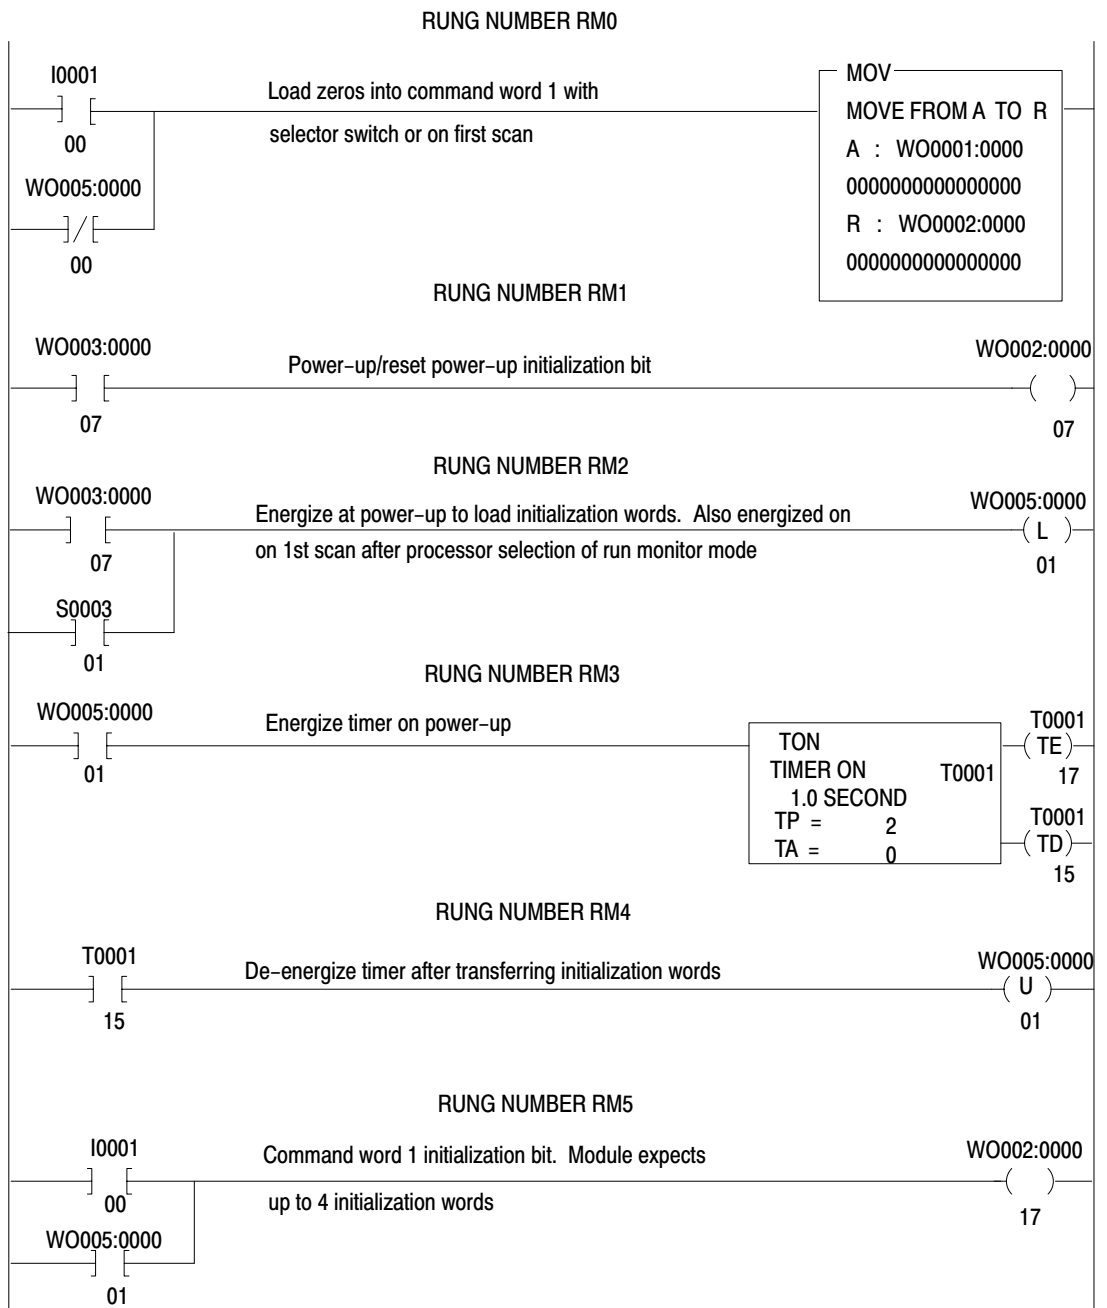 RUNG NUMBER RM0
I0001
00
WO005:0000
00
Load zeros into command word 1 with
selector switch or on first scan
MOV
MOVE FROM A TO R
A : WO0001:0000
0000000000000000
R : WO0002:0000
0000000000000000
RUNG NUMBER RM1
WO003:0000
07
Power–up/reset power–up initialization bit
WO002:0000
07
RUNG NUMBER RM2
WO003:0000
07
S0003
01
Energize at power–up to load initialization words. Also energized on
on 1st scan after processor selection of run monitor mode
WO005:0000
L
01
RUNG NUMBER RM3
WO005:0000
01
Energize timer on power–up
TON
TIMER ON T0001
1.0 SECOND
TP = 2
TA = 0
T0001
TE
17
T0001
TD
15
RUNG NUMBER RM4
T0001
15
De–energize timer after transferring initialization words
WO005:0000
U
01
RUNG NUMBER RM5
I0001
00
WO005:0000
01
Command word 1 initialization bit. Module expects
up to 4 initialization words
WO002:0000
17